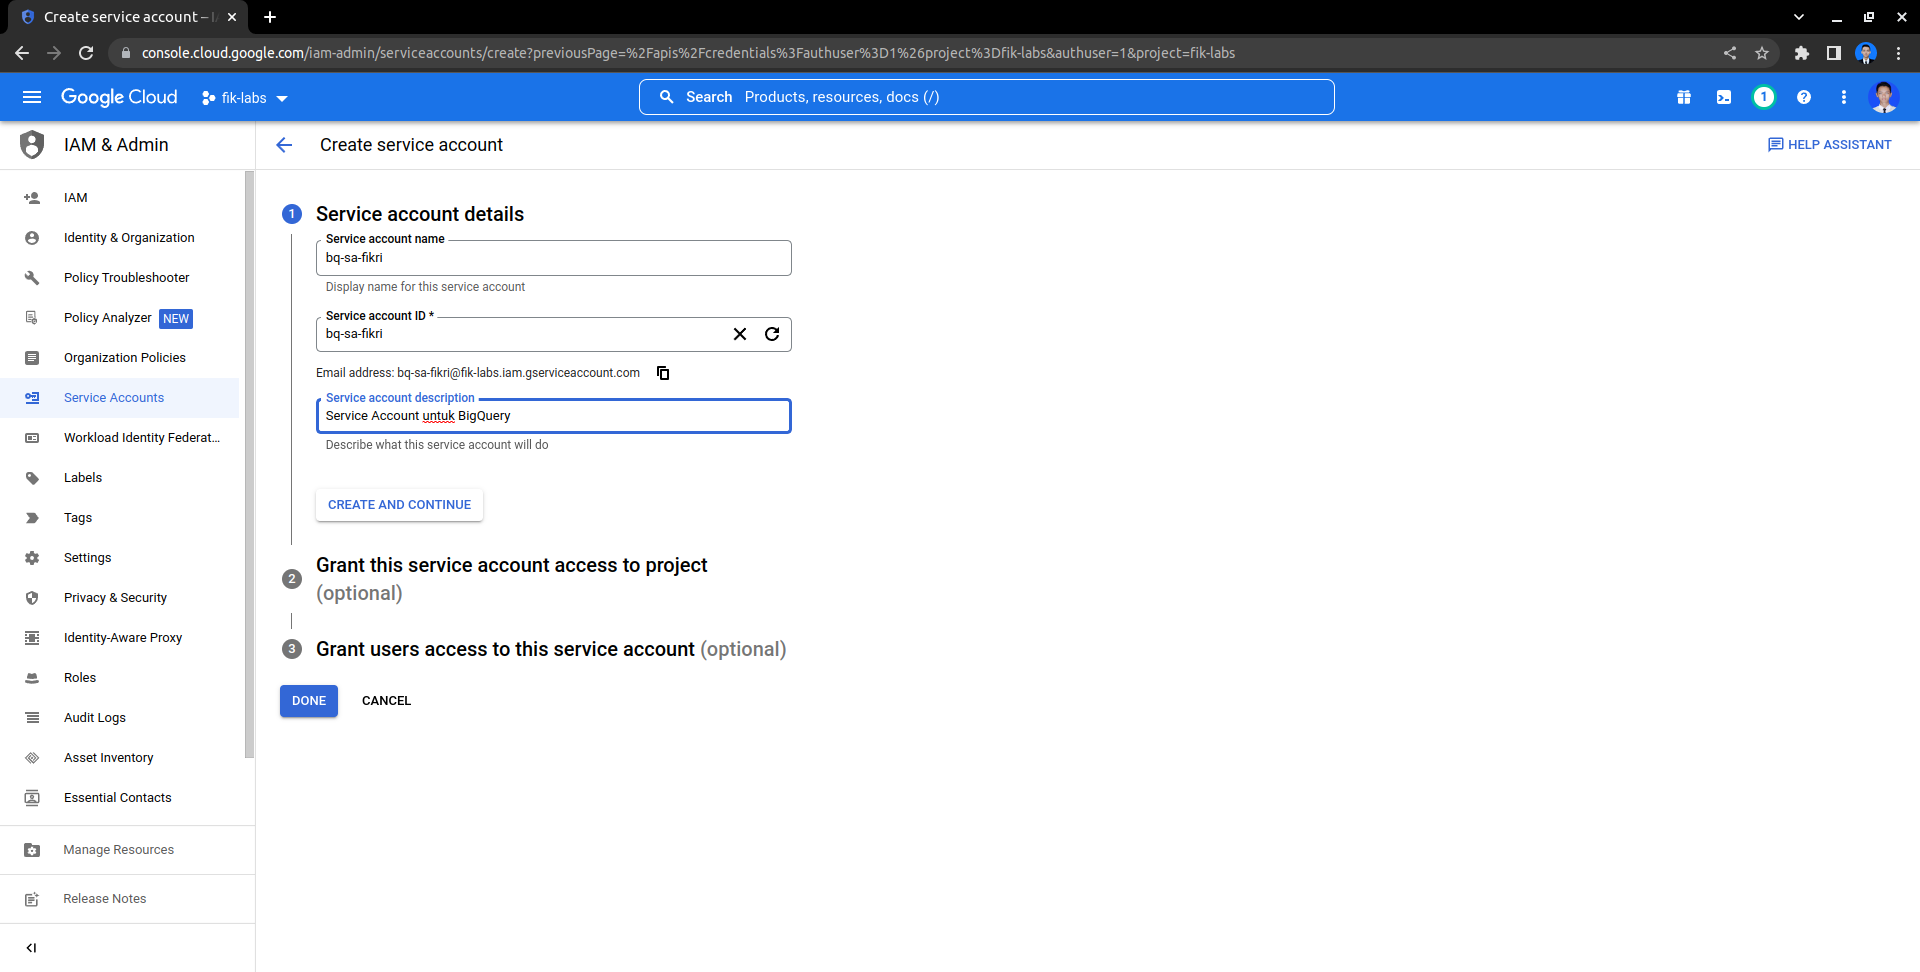 Create service account – I
console.cloud.google.com/iam-admin/serviceaccounts/create?previousPage=%2Fapis%2Fcredentials%3Fauthuser%3D1%26project%3Dfik-labs&authuser=1&project=fik-labs
Google Cloud
fik-labs
Search Products, resources, docs (/)
1
IAM & Admin
Create service account
HELP ASSISTANT
IAM
Identity & Organization
Policy Troubleshooter
Policy Analyzer NEW
Organization Policies
Service Accounts
Workload Identity Federat...
Labels
Tags
Settings
Privacy & Security
Identity-Aware Proxy
Roles
Audit Logs
Asset Inventory
Essential Contacts
Manage Resources
Release Notes
1 Service account details
Service account name
bq-sa-fikri
Display name for this service account
Service account ID *
bq-sa-fikri
Email address: bq-sa-fikri@fik-labs.iam.gserviceaccount.com
Service account description
Service Account untuk BigQuery
Describe what this service account will do
CREATE AND CONTINUE
2 Grant this service account access to project
(optional)
3 Grant users access to this service account (optional)
DONE CANCEL